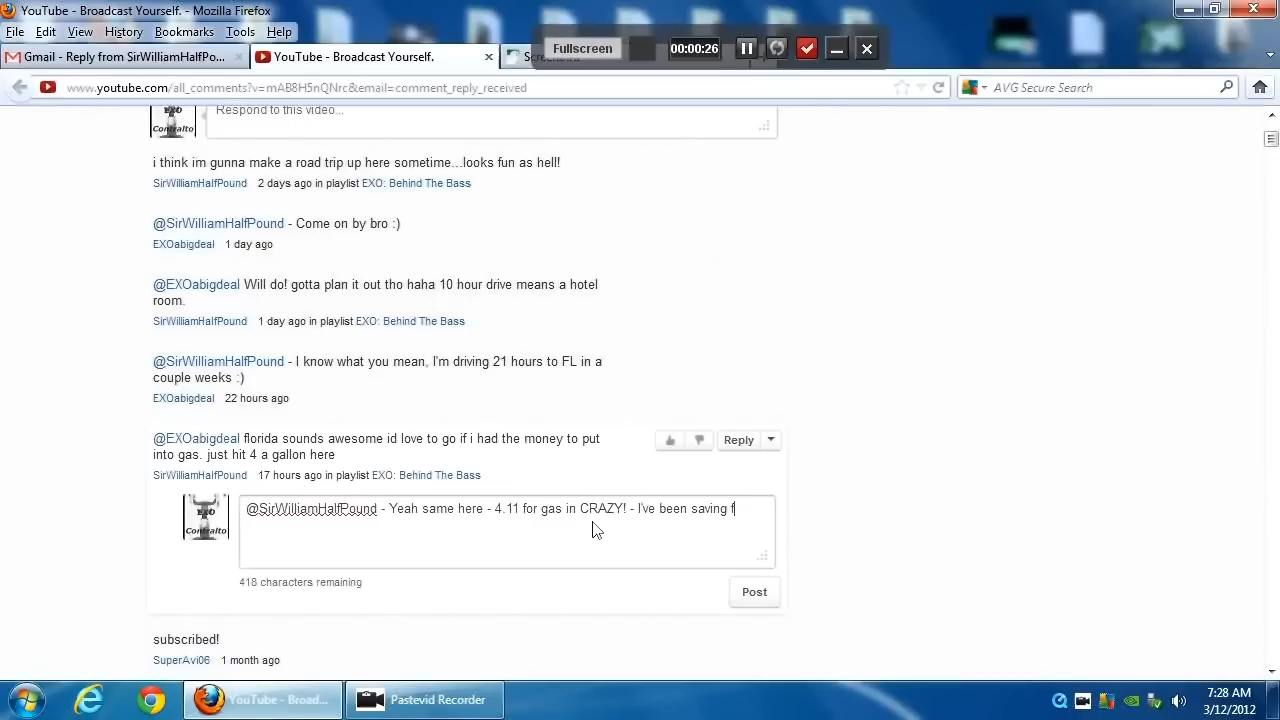 YouTube - Broadcast Yourself. - Mozilla Firefox
File Edit View History Bookmarks Tools Help
Fullscreen 00:00:26
Gmail - Reply from SirWilliamHalfPo... YouTube - Broadcast Yourself.
AVG Secure Search
EXO
Contralto
Respond to this video...
i think im gunna make a road trip up here sometime...looks fun as hell!
SirWilliamHalfPound 2 days ago in playlist EXO: Behind The Bass
@SirWilliamHalfPound - Come on by bro :)
EXOabigdeal 1 day ago
@EXOabigdeal Will do! gotta plan it out tho haha 10 hour drive means a hotel
room.
SirWilliamHalfPound 1 day ago in playlist EXO: Behind The Bass
@SirWilliamHalfPound - I know what you mean, I'm driving 21 hours to FL in a
couple weeks :)
EXOabigdeal 22 hours ago
@EXOabigdeal florida sounds awesome id love to go if i had the money to put
into gas. just hit 4 a gallon here
Reply
SirWilliamHalfPound 17 hours ago in playlist EXO: Behind The Bass
EXO
Contralto
@SirWilliamHalfPound - Yeah same here - 4.11 for gas in CRAZY! - I've been saving f
418 characters remaining
Post
subscribed!
SuperAvi06 1 month ago
YouTube - Broad... Pastevid Recorder
7:28 AM
3/12/2012